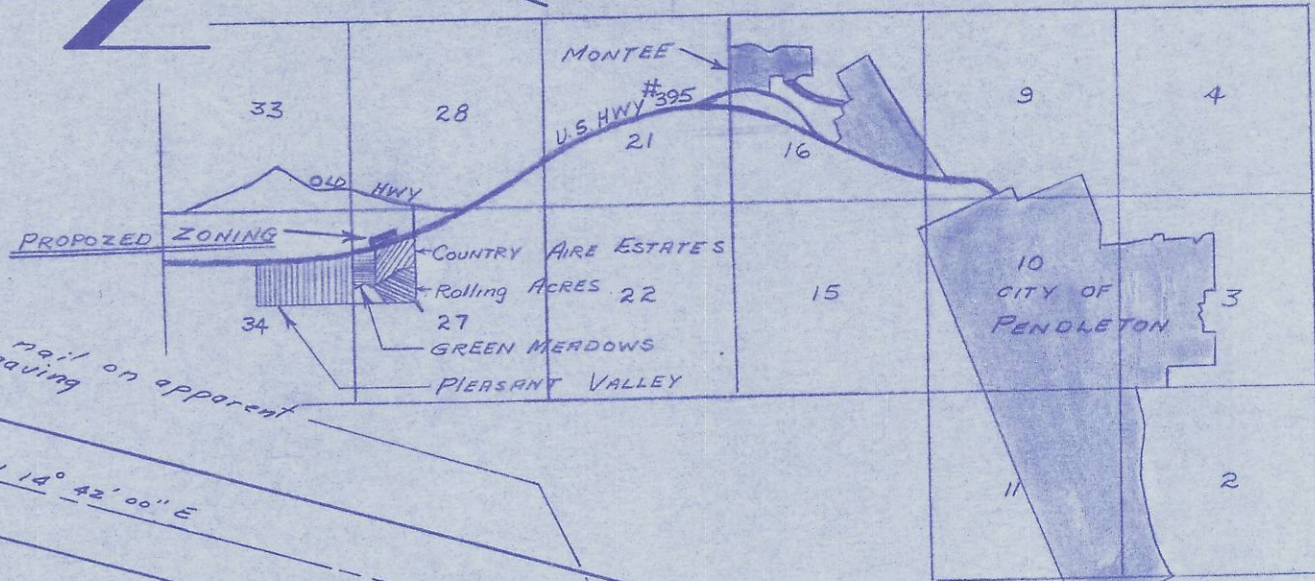 MONTEE
33
28
#395
9
4
U.S. HWY
21
16
OLD HWY
PROPOZED ZONING
COUNTRY AIRE ESTATES
10
CITY OF
PENDLETON
Rolling ACRES
22
15
3
34
27
GREEN MEADOWS
PLEASANT VALLEY
nail on apparent
aving
14° 42' 00" E
11
2